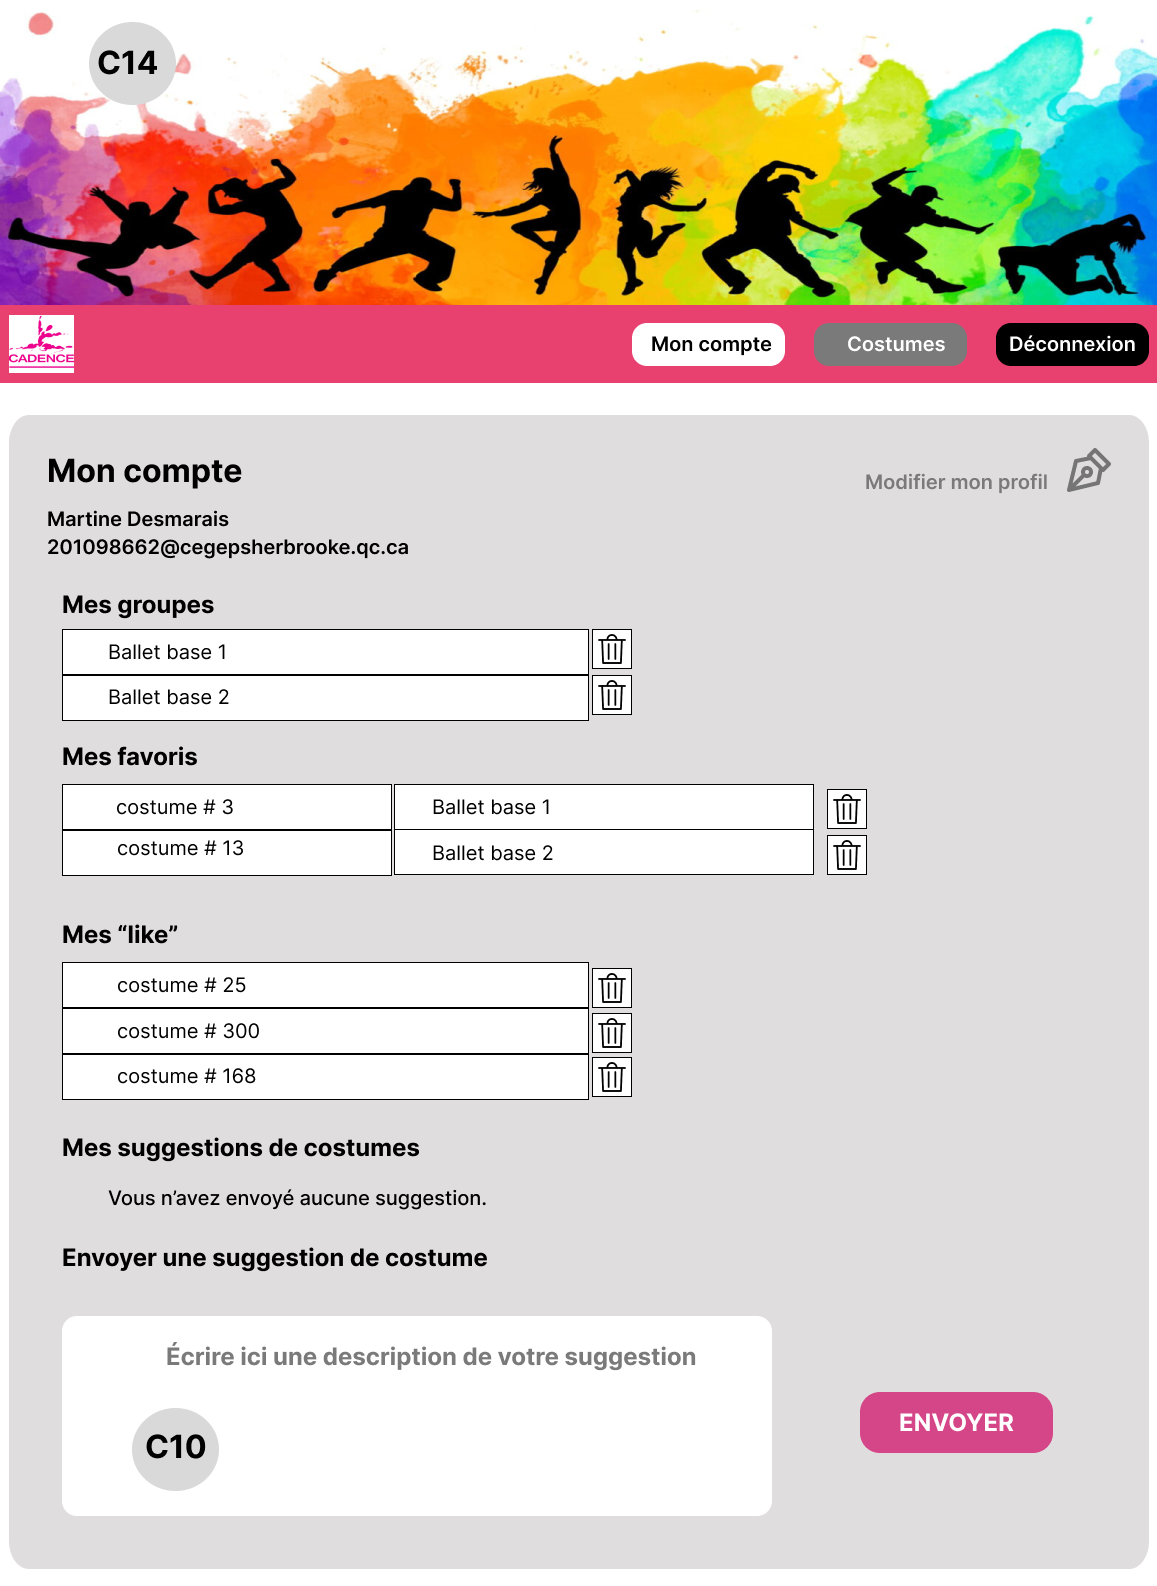 C14
CADENCE
Mon compte
Costumes
Déconnexion
Mon compte
Modifier mon profil
Martine Desmarais
201098662@cegepsherbrooke.qc.ca
Mes groupes
Ballet base 1
Ballet base 2
Mes favoris
costume # 3
Ballet base 1
costume # 13
Ballet base 2
Mes “like”
costume # 25
costume # 300
costume # 168
Mes suggestions de costumes
Vous n’avez envoyé aucune suggestion.
Envoyer une suggestion de costume
Écrire ici une description de votre suggestion
C10
ENVOYER